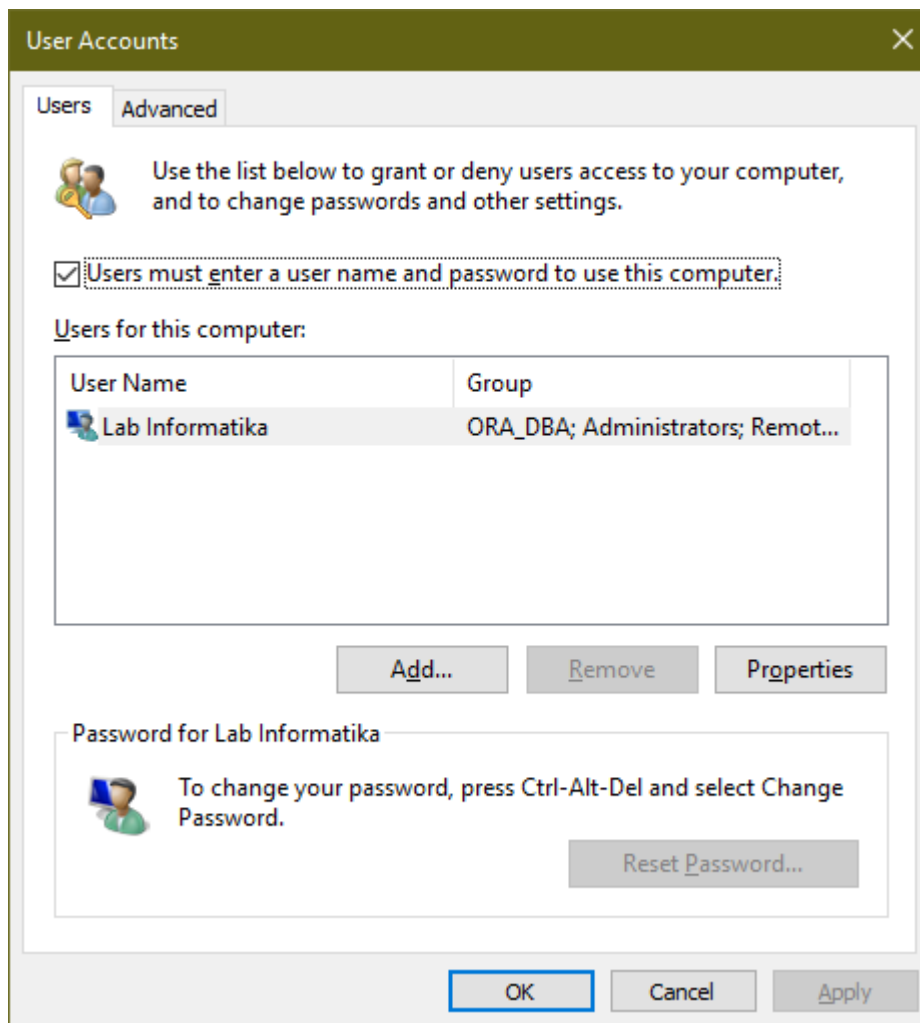 User Accounts
Users
Advanced
Use the list below to grant or deny users access to your computer,
and to change passwords and other settings.
Users must enter a user name and password to use this computer.
Users for this computer:
User Name Group
Lab Informatika ORA_DBA; Administrators; Remot...
Add... Remove Properties
Password for Lab Informatika
To change your password, press Ctrl-Alt-Del and select Change
Password.
Reset Password...
OK Cancel Apply